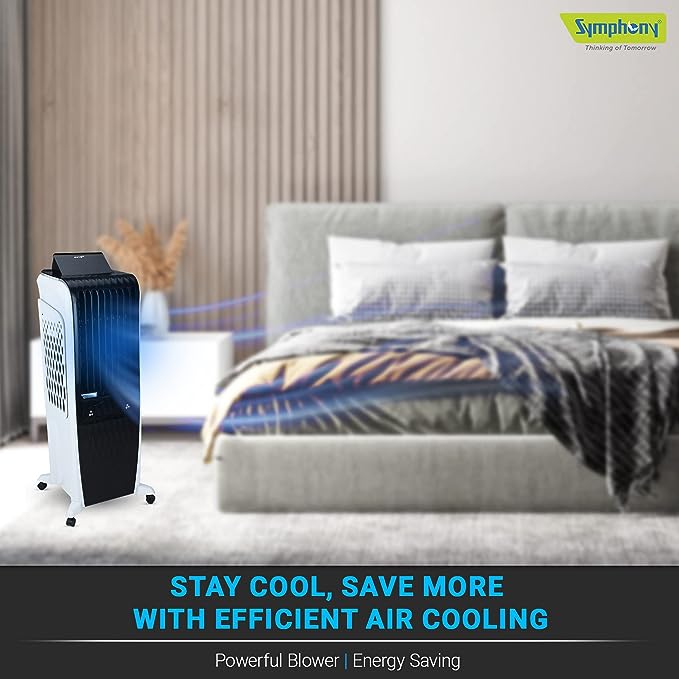 Symphony
Thinking of Tomorrow
STAY COOL, SAVE MORE
WITH EFFICIENT AIR COOLING
Powerful Blower | Energy Saving